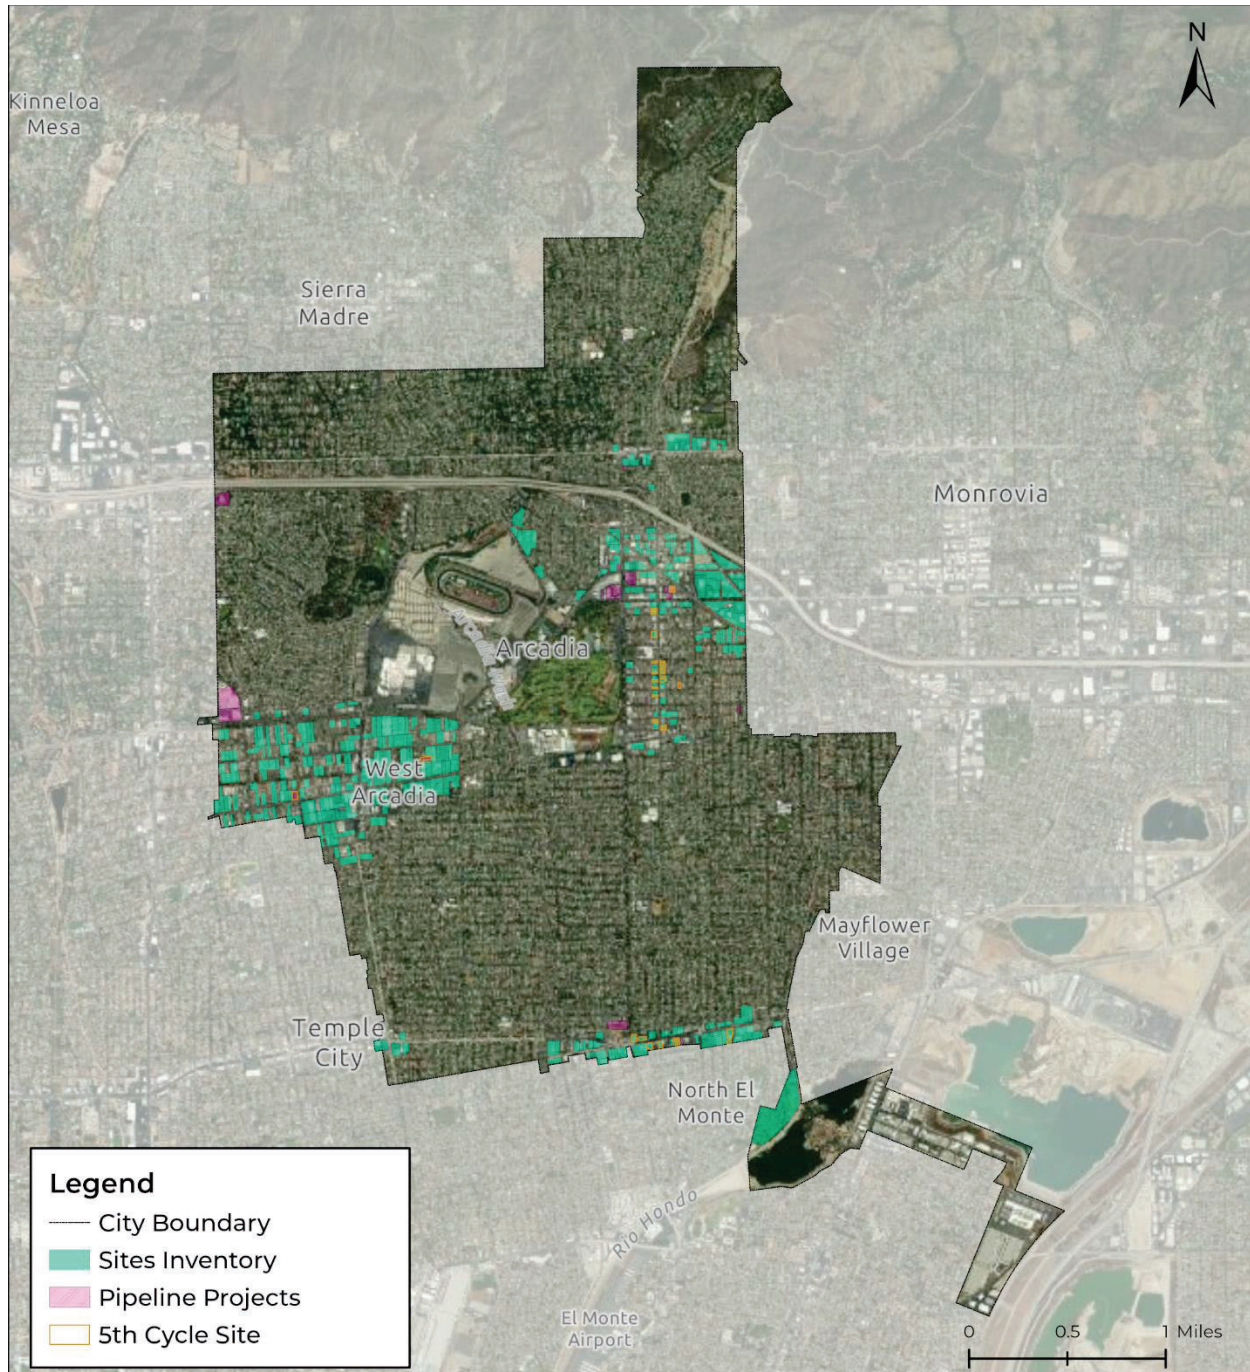 N
Kinneloa
Mesa
Sierra
Madre
Monrovia
Arcadia
West
Arcadia
Mayflower
Village
Temple
City
North El
Monte
Rio Hondo
El Monte
Airport
Legend
City Boundary
Sites Inventory
Pipeline Projects
5th Cycle Site
0 0.5 1 Miles